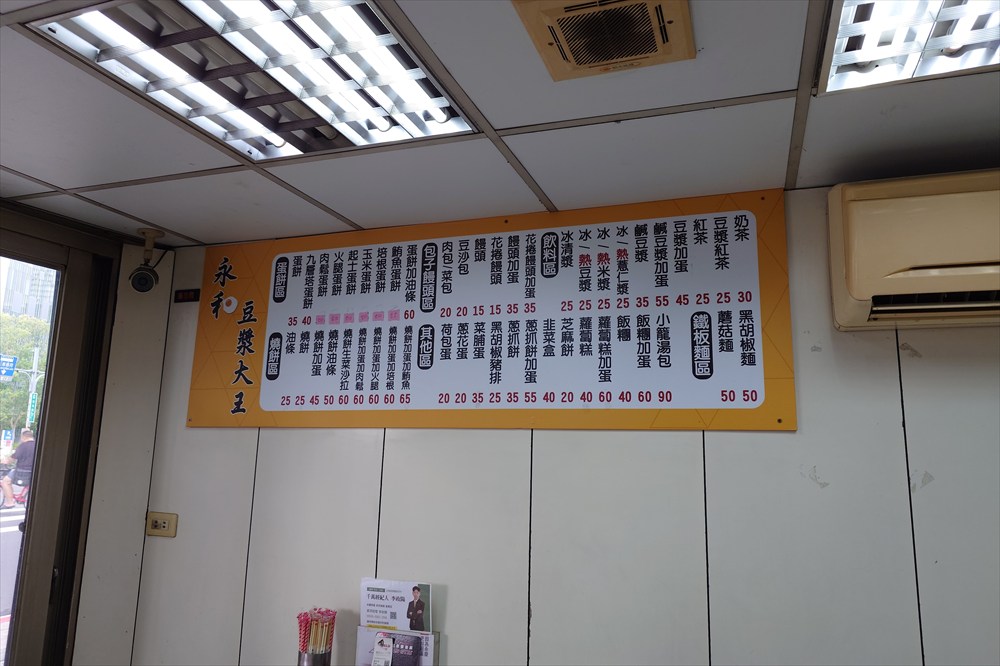 永和
豆漿大王
蛋餅區
蛋餅 35
九層塔蛋餅 40
肉鬆蛋餅
火腿蛋餅
起士蛋餅
玉米蛋餅
培根蛋餅
鮪魚蛋餅
蛋餅加油條 60
包子饅頭區
肉包\菜包 20
豆沙包 20
饅頭 15
花捲饅頭 15
饅頭加蛋 35
花捲饅頭加蛋 35
飲料區
冰清漿 25
冰\熱豆漿 25
冰\熱米漿 25
冰\熱薏仁漿 25
鹹豆漿 35
鹹豆漿加蛋 55
豆漿加蛋 45
紅茶 25
豆漿紅茶 25
奶茶 30
燒餅區
油條 25
燒餅 25
燒餅加蛋 45
燒餅油條 50
燒餅生菜沙拉 60
燒餅加蛋加肉鬆 60
燒餅加蛋加火腿 60
燒餅加蛋加培根 60
燒餅加蛋加鮪魚 65
其他區
荷包蛋 20
蔥花蛋 20
菜脯蛋 35
黑胡椒豬排 25
蔥抓餅 35
蔥抓餅加蛋 55
韭菜盒 40
芝麻餅 20
蘿蔔糕 40
蘿蔔糕加蛋 60
飯糰 40
飯糰加蛋 60
小籠湯包 90
鐵板麵區
蘑菇麵 50
黑胡椒麵 50